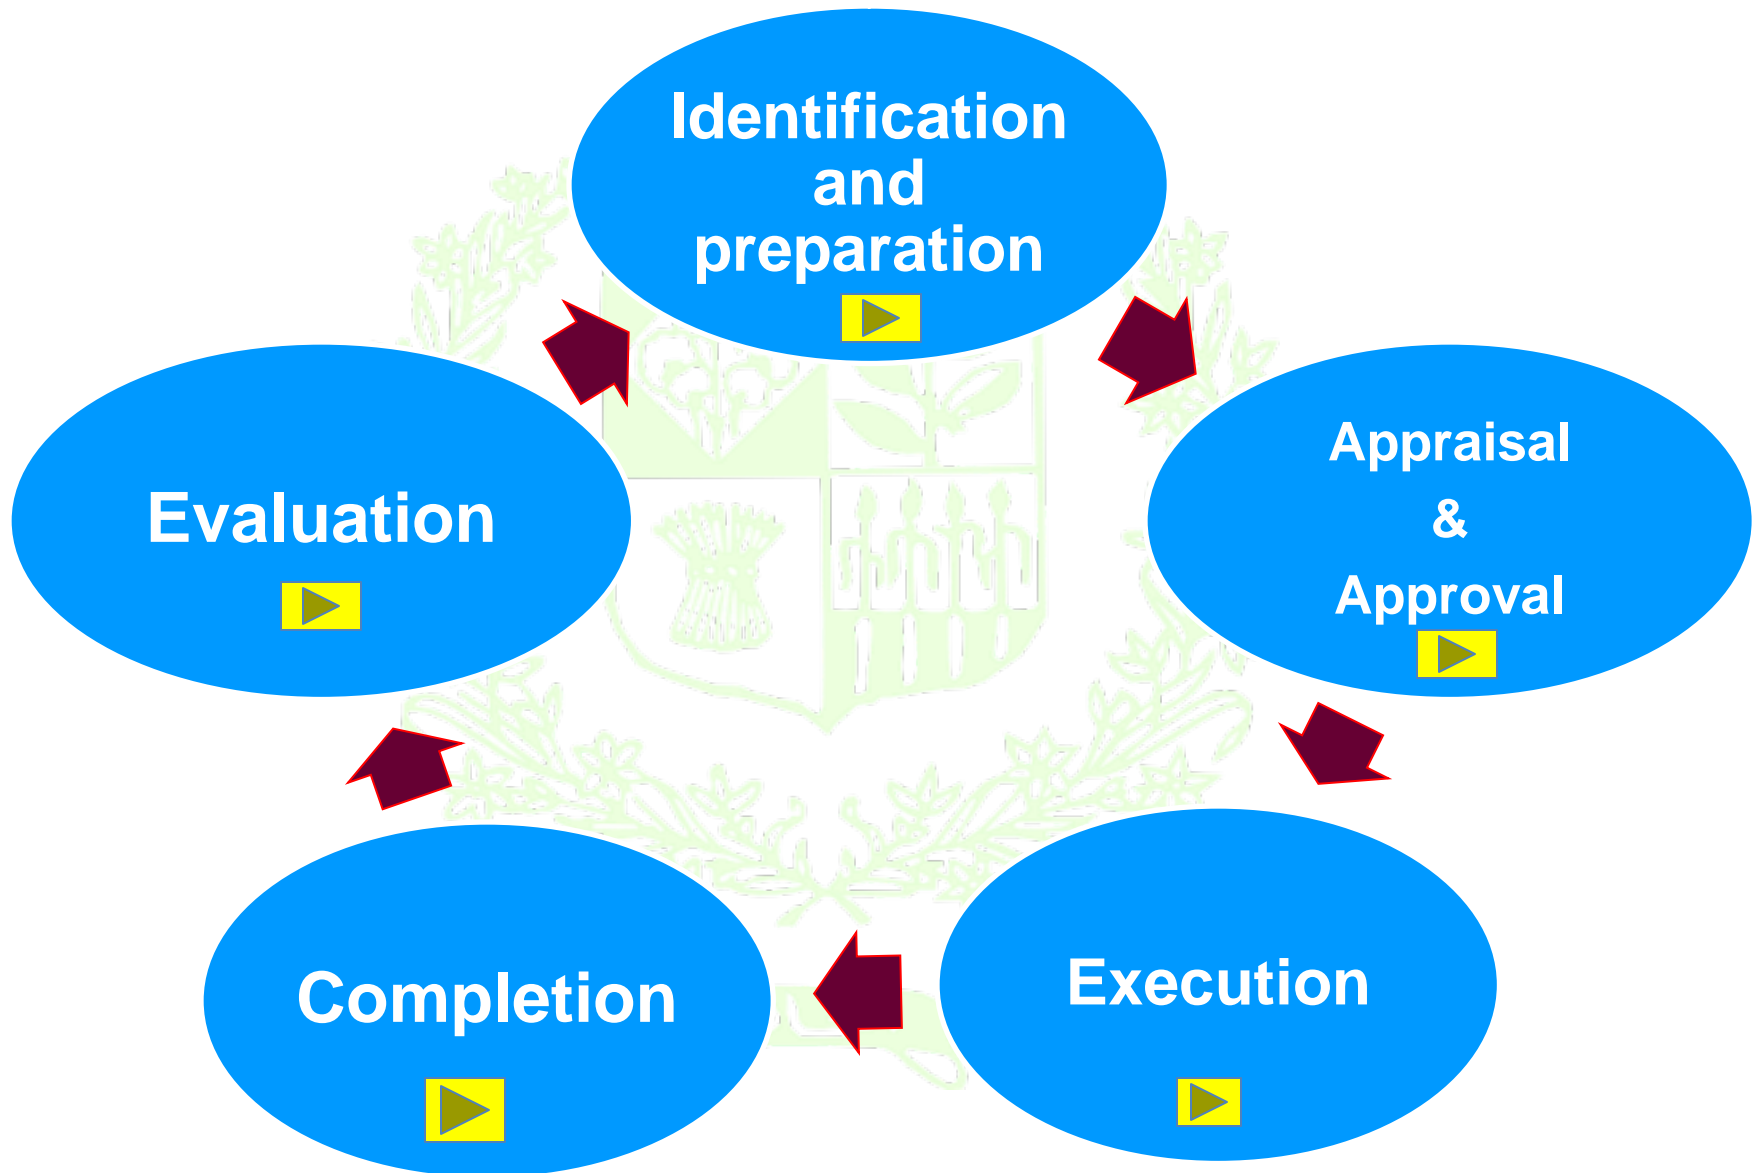 Identification
and
preparation
Appraisal
&
Approval
Execution
Completion
Evaluation